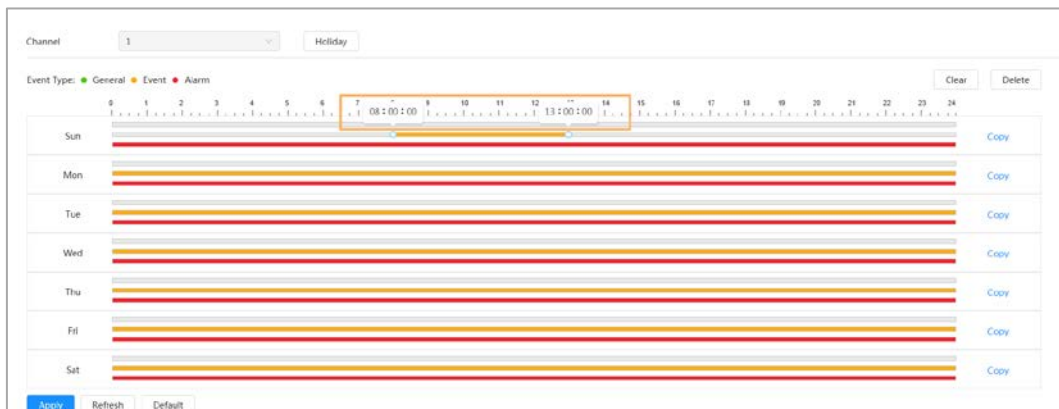 Channel 1 Holiday
Event Type: General Event Alarm Clear Delete
0 1 2 3 4 5 6 7 9 10 11 12 14 15 16 17 18 19 20 21 22 23 24
08:00:00 13:00:00
Sun Copy
Mon Copy
Tue Copy
Wed Copy
Thu Copy
Fri Copy
Sat Copy
Apply Refresh Default